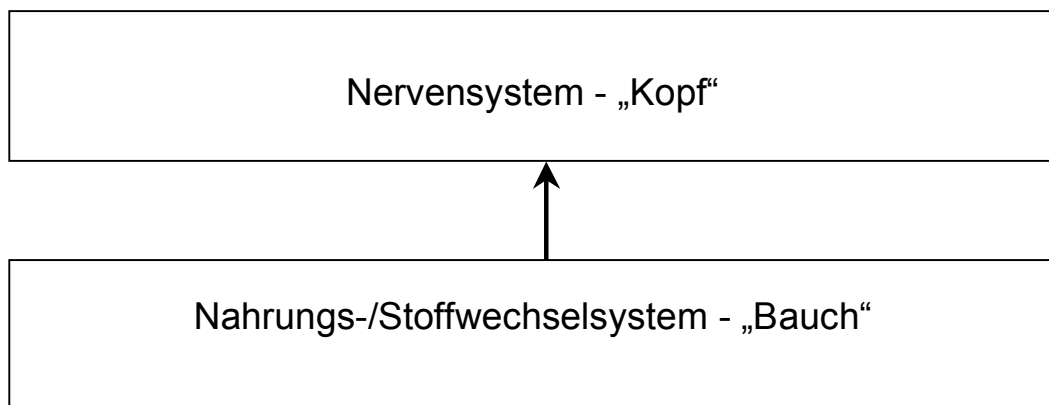 Nervensystem - „Kopf“
Nahrungs-/Stoffwechselsystem - „Bauch“